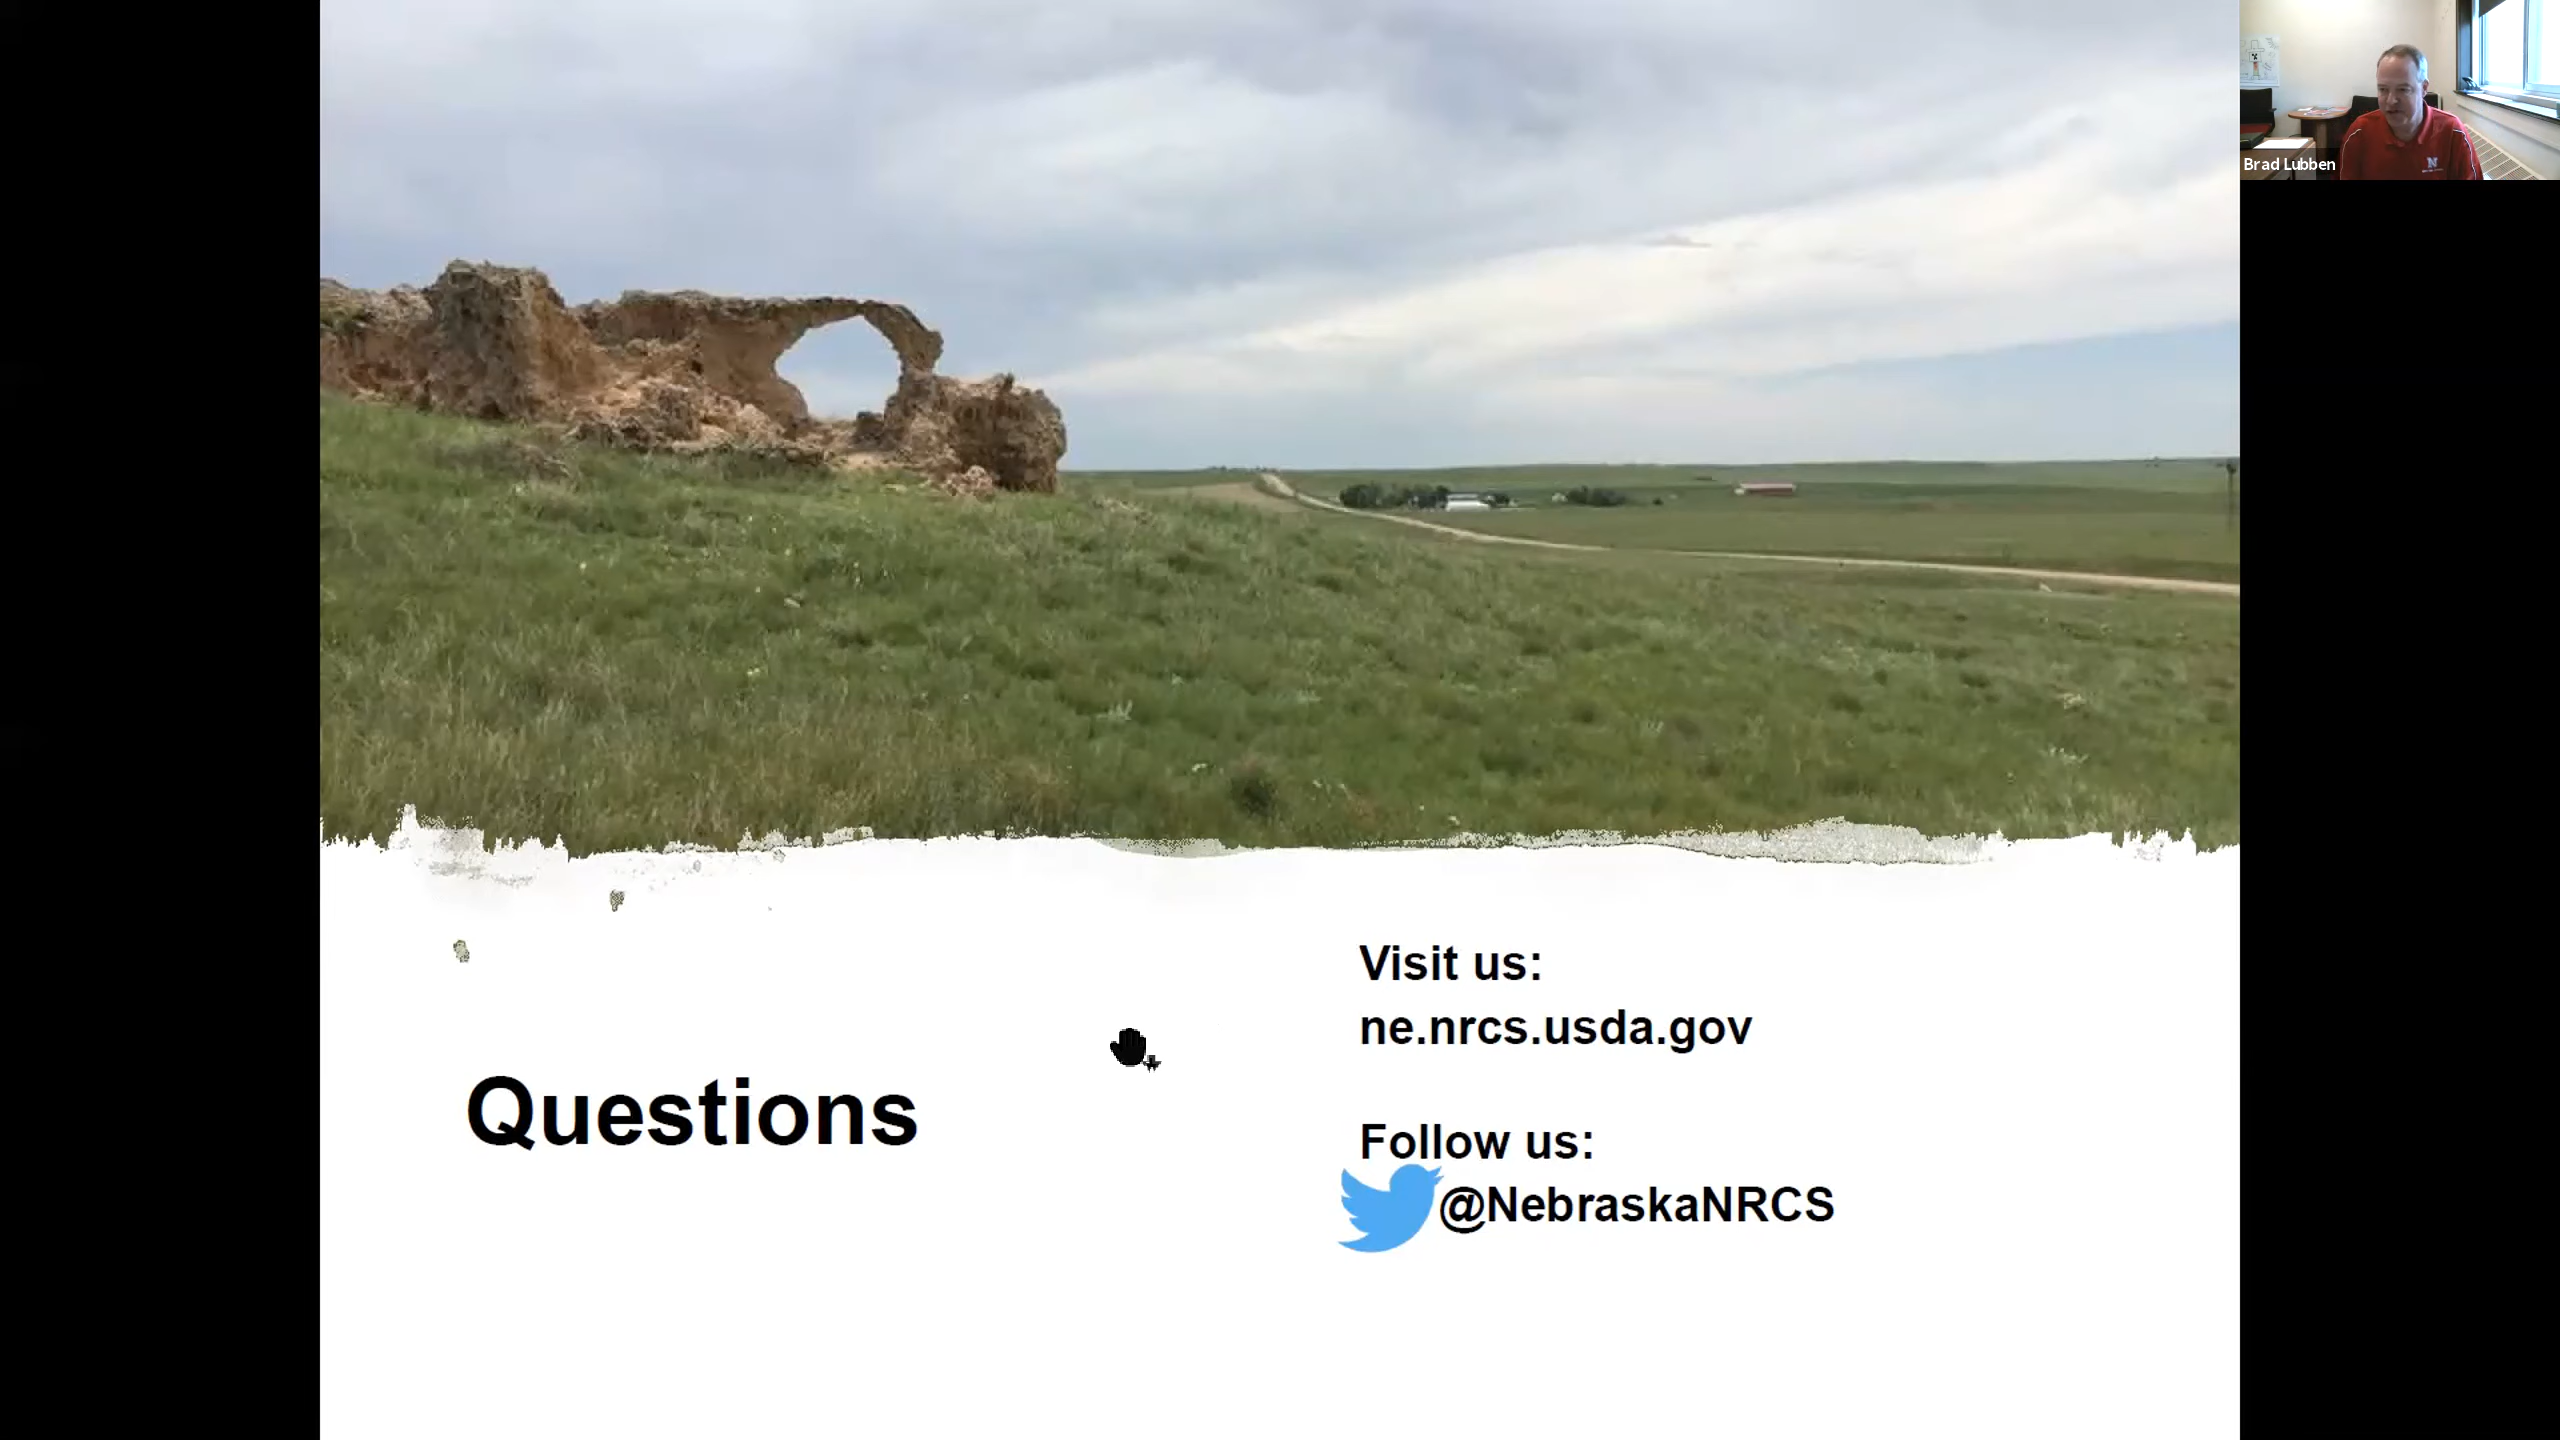 Brad Lubben
N
Visit us:
ne.nrcs.usda.gov
Questions
Follow us:
@NebraskaNRCS